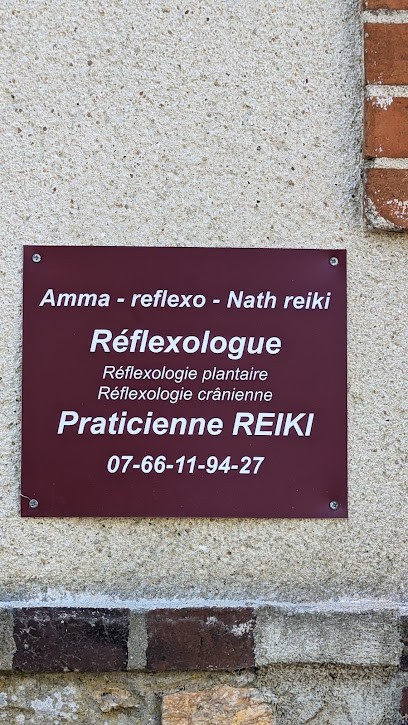 Amma - reflexo - Nath reiki
Réflexologue
Réflexologie plantaire
Réflexologie crânienne
Praticienne REIKI
07-66-11-94-27